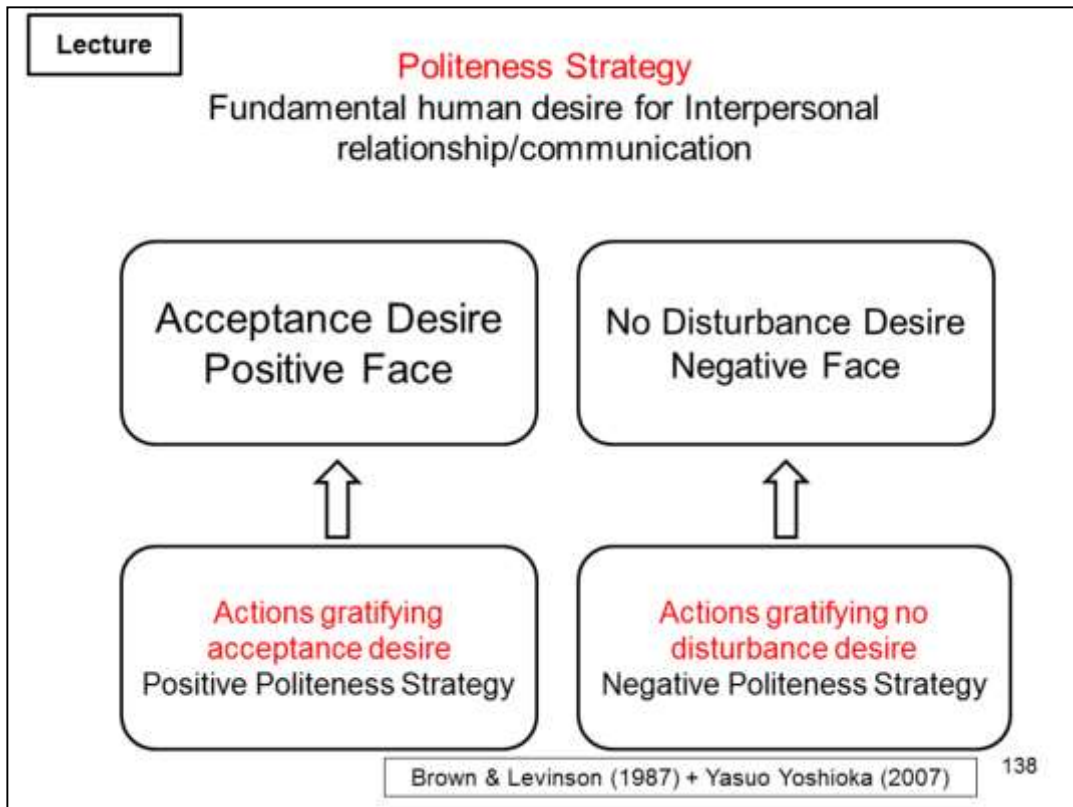 Lecture
Politeness Strategy
Fundamental human desire for Interpersonal
relationship/communication
Acceptance Desire
Positive Face
No Disturbance Desire
Negative Face
Actions gratifying
acceptance desire
Positive Politeness Strategy
Actions gratifying no
disturbance desire
Negative Politeness Strategy
Brown & Levinson (1987) + Yasuo Yoshioka (2007)
138